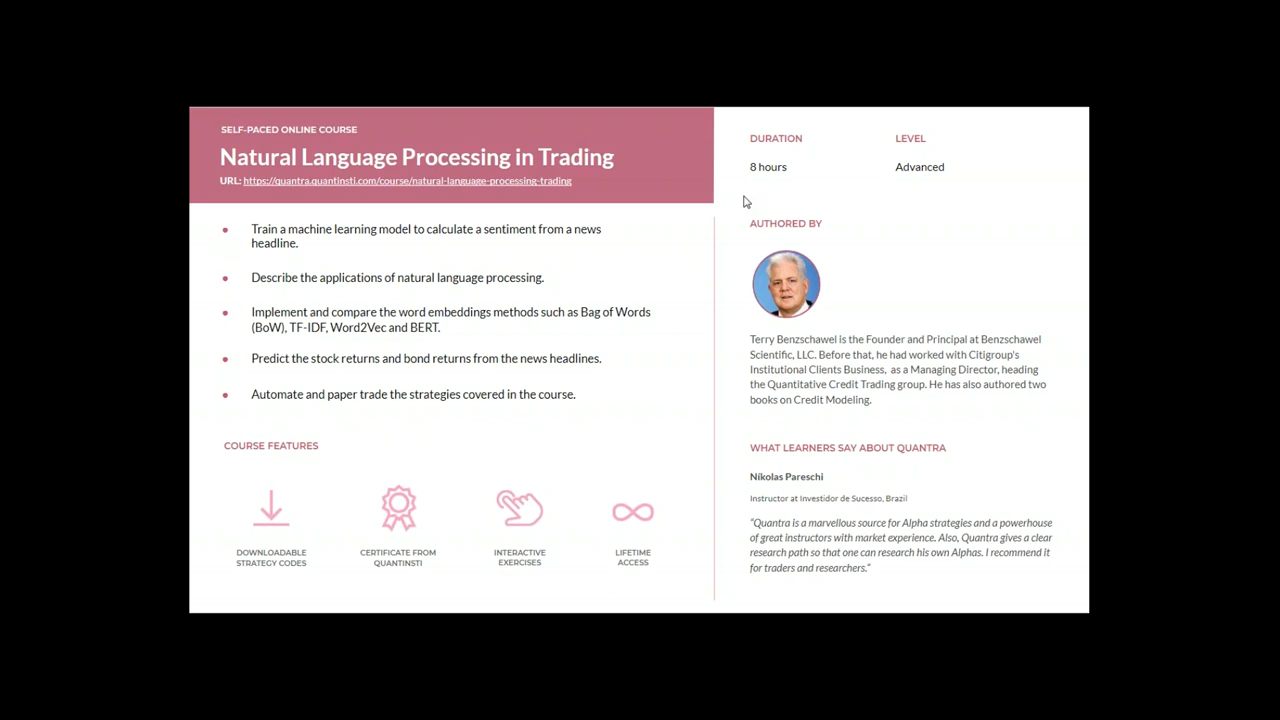 SELF-PACED ONLINE COURSE
Natural Language Processing in Trading
URL: https://quantra.quantinsti.com/course/natural-language-processing-trading
Train a machine learning model to calculate a sentiment from a news
headline.
Describe the applications of natural language processing.
Implement and compare the word embeddings methods such as Bag of Words
(BoW), TF-IDF, Word2Vec and BERT.
Predict the stock returns and bond returns from the news headlines.
Automate and paper trade the strategies covered in the course.
COURSE FEATURES
DOWNLOADABLE
STRATEGY CODES
CERTIFICATE FROM
QUANTINSTI
INTERACTIVE
EXERCISES
LIFETIME
ACCESS
DURATION
8 hours
LEVEL
Advanced
AUTHORED BY
Terry Benzschawel is the Founder and Principal at Benzschawel
Scientific, LLC. Before that, he had worked with Citigroup's
Institutional Clients Business, as a Managing Director, heading
the Quantitative Credit Trading group. He has also authored two
books on Credit Modeling.
WHAT LEARNERS SAY ABOUT QUANTRA
Níkolas Pareschi
Instructor at Investidor de Sucesso, Brazil
“Quantra is a marvellous source for Alpha strategies and a powerhouse
of great instructors with market experience. Also, Quantra gives a clear
research path so that one can research his own Alphas. I recommend it
for traders and researchers.“